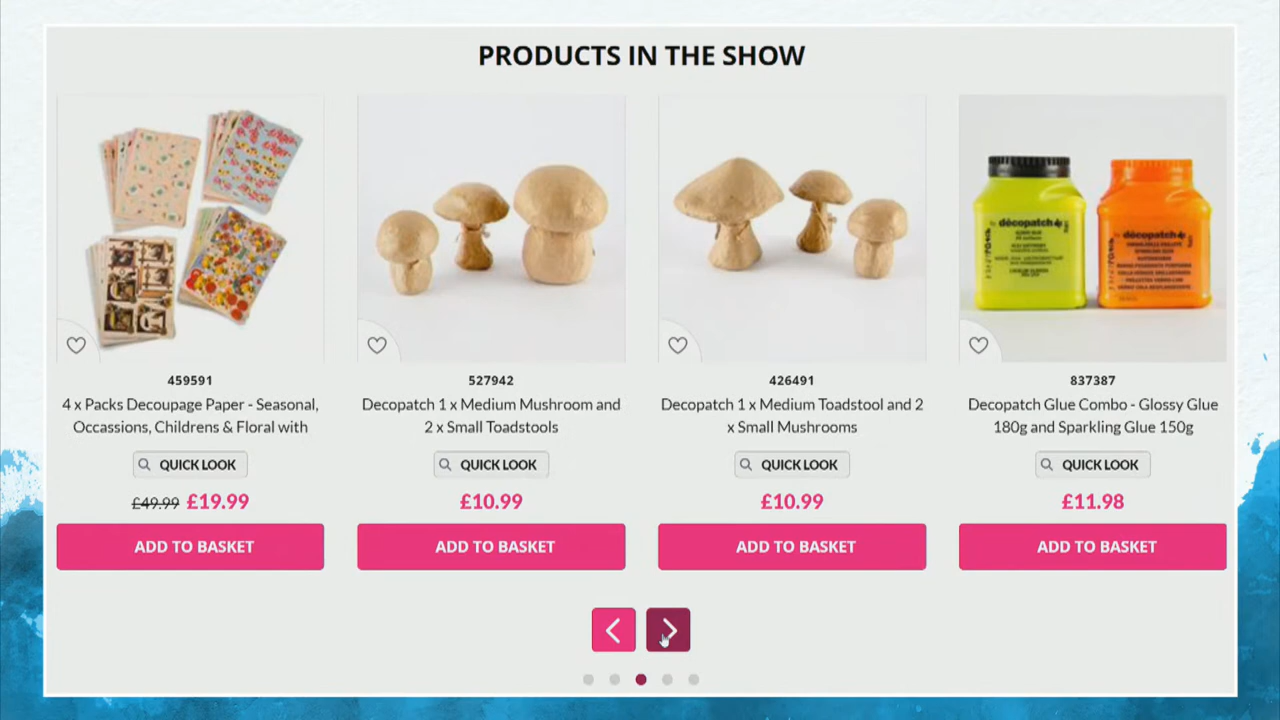 PRODUCTS IN THE SHOW
459591
4 x Packs Decoupage Paper - Seasonal,
Occassions, Childrens & Floral with
QUICK LOOK
£49.99 £19.99
ADD TO BASKET
527942
Decopatch 1 x Medium Mushroom and
2 x Small Toadstools
QUICK LOOK
£10.99
ADD TO BASKET
426491
Decopatch 1 x Medium Toadstool and 2
x Small Mushrooms
QUICK LOOK
£10.99
ADD TO BASKET
décopatch
décopatch
837387
Decopatch Glue Combo - Glossy Glue
180g and Sparkling Glue 150g
QUICK LOOK
£11.98
ADD TO BASKET